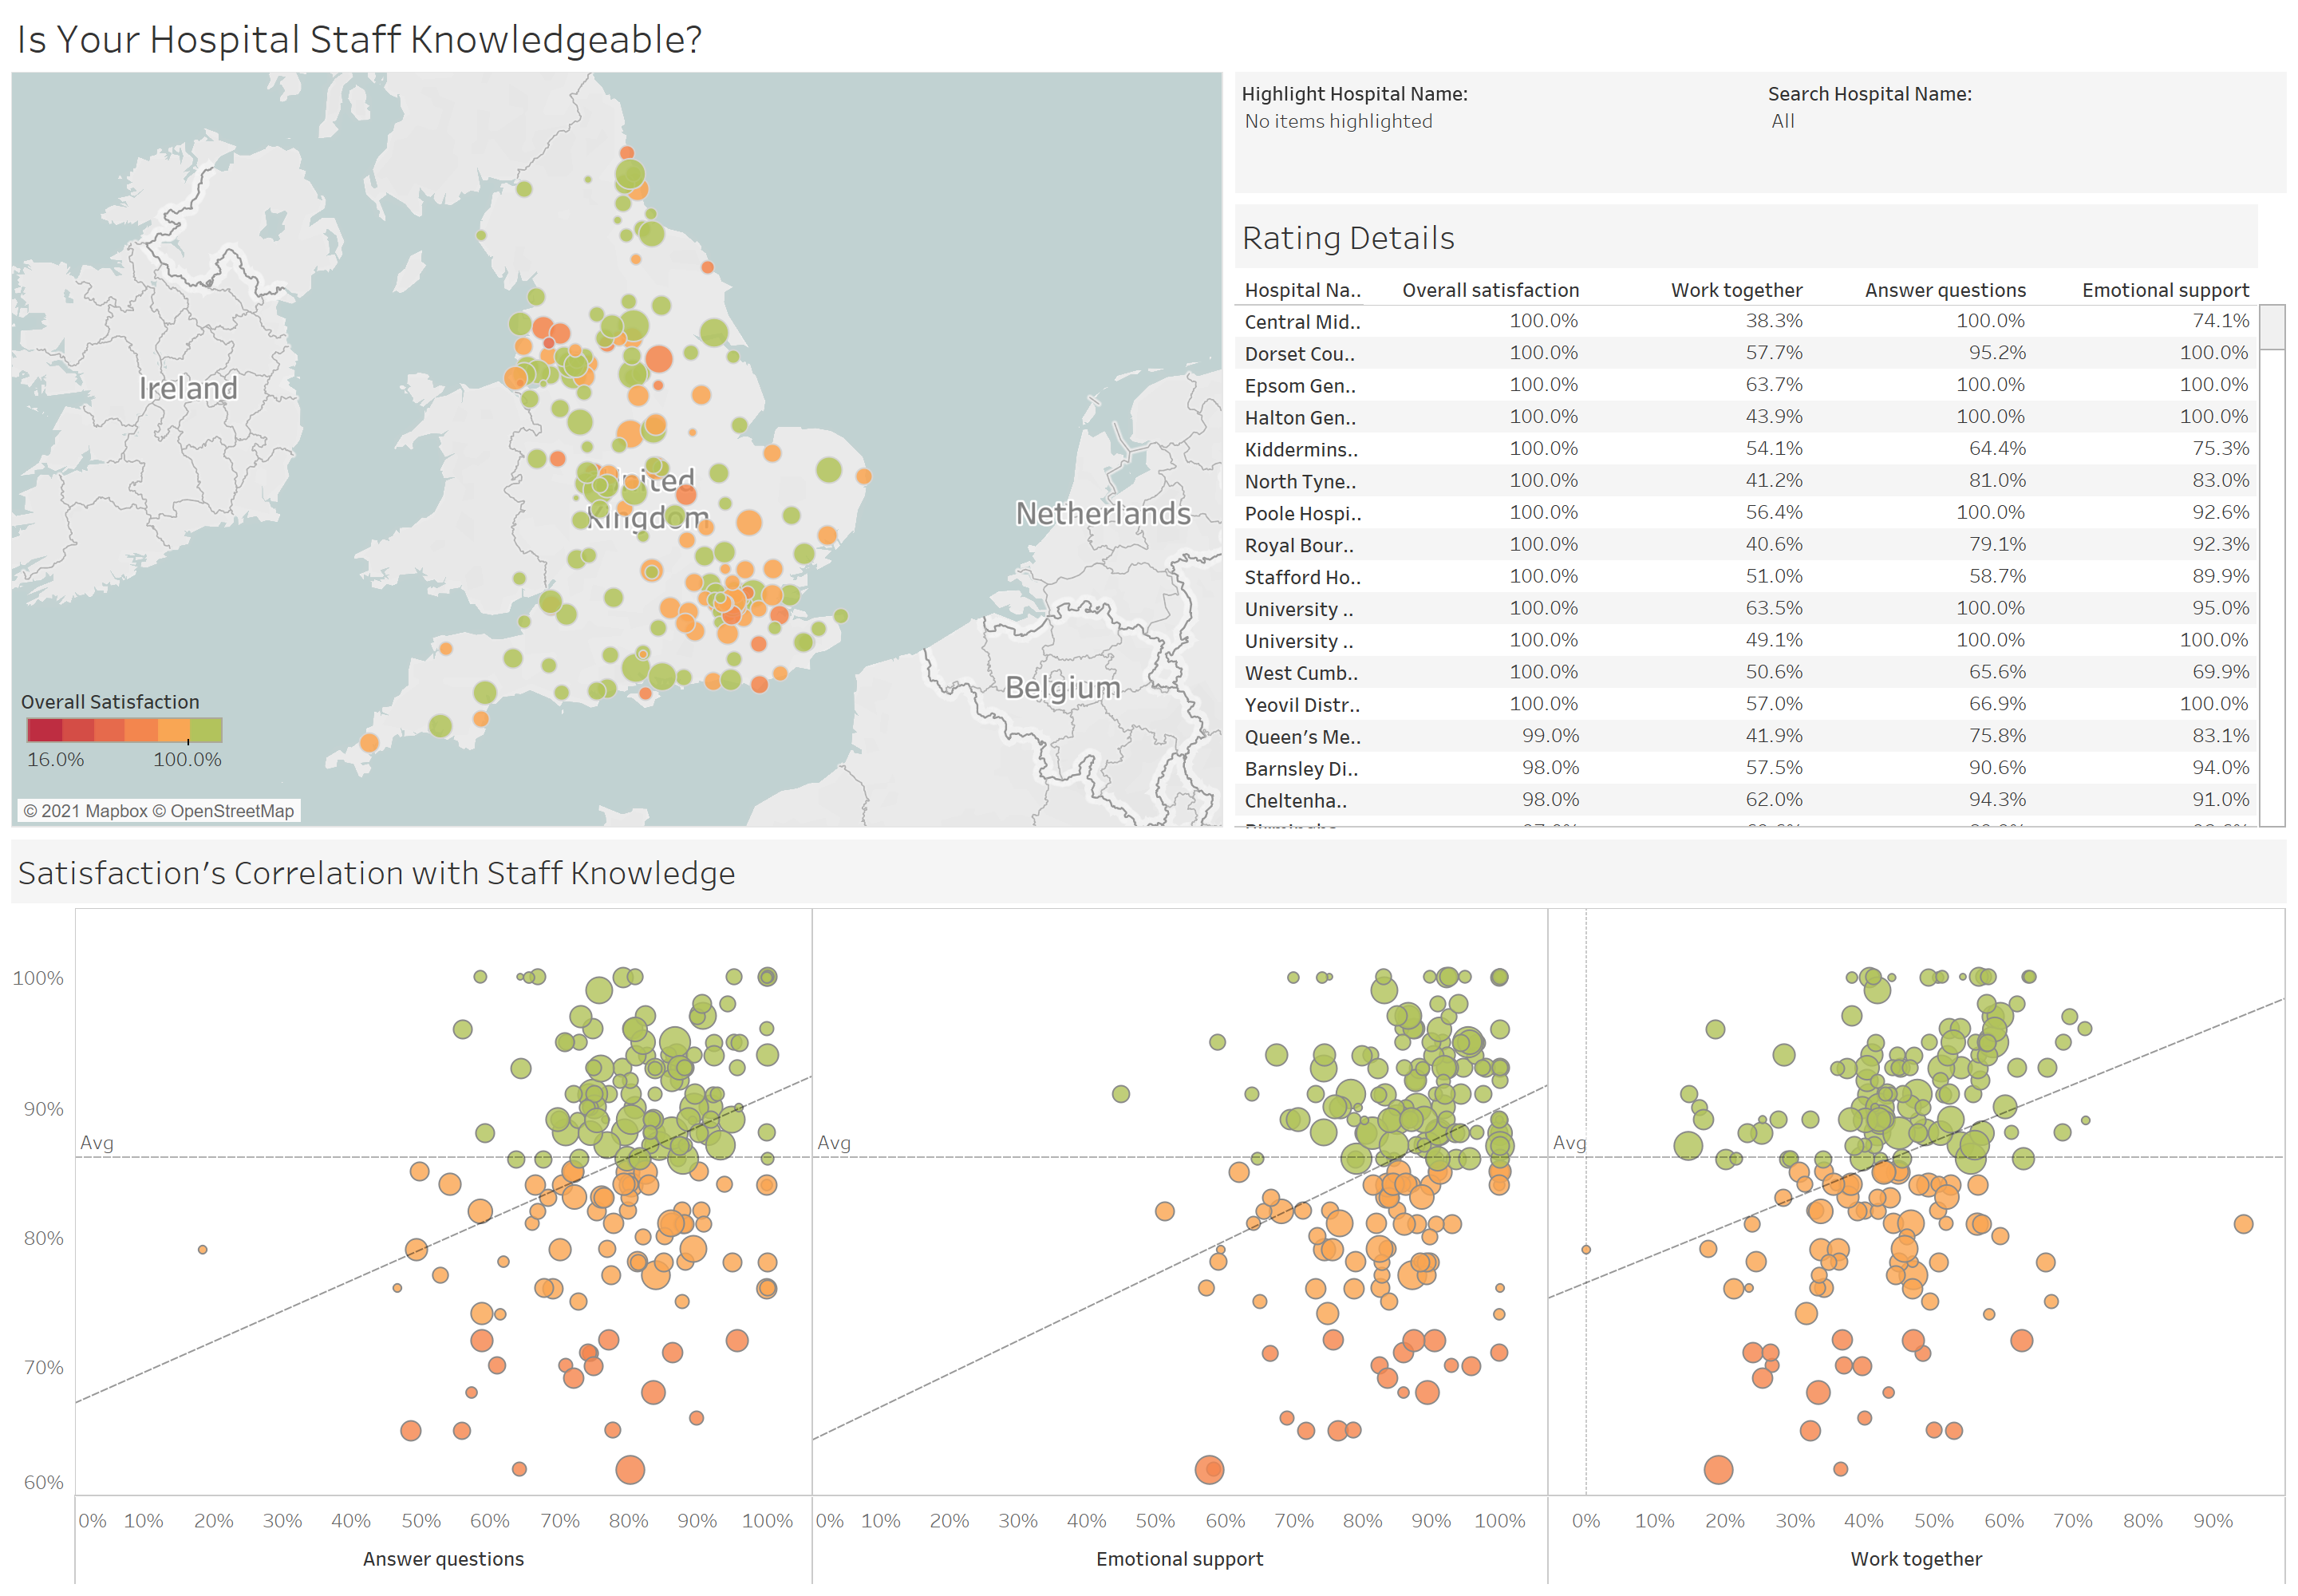 Is Your Hospital Staff Knowledgeable?
Ireland
United
Kingdom
Netherlands
Belgium
Overall Satisfaction
16.0% 100.0%
© 2021 Mapbox © OpenStreetMap
Highlight Hospital Name:
No items highlighted
Search Hospital Name:
All
Rating Details
Hospital Na.. Overall satisfaction Work together Answer questions Emotional support
Central Mid.. 100.0% 38.3% 100.0% 74.1%
Dorset Cou.. 100.0% 57.7% 95.2% 100.0%
Epsom Gen.. 100.0% 63.7% 100.0% 100.0%
Halton Gen.. 100.0% 43.9% 100.0% 100.0%
Kiddermins.. 100.0% 54.1% 64.4% 75.3%
North Tyne.. 100.0% 41.2% 81.0% 83.0%
Poole Hospi.. 100.0% 56.4% 100.0% 92.6%
Royal Bour.. 100.0% 40.6% 79.1% 92.3%
Stafford Ho.. 100.0% 51.0% 58.7% 89.9%
University .. 100.0% 63.5% 100.0% 95.0%
University .. 100.0% 49.1% 100.0% 100.0%
West Cumb.. 100.0% 50.6% 65.6% 69.9%
Yeovil Distr.. 100.0% 57.0% 66.9% 100.0%
Queen's Me.. 99.0% 41.9% 75.8% 83.1%
Barnsley Di.. 98.0% 57.5% 90.6% 94.0%
Cheltenha.. 98.0% 62.0% 94.3% 91.0%
Satisfaction's Correlation with Staff Knowledge
100%
90%
80%
70%
60%
Avg
Avg
Avg
0% 10% 20% 30% 40% 50% 60% 70% 80% 90% 100%
Answer questions
0% 10% 20% 30% 40% 50% 60% 70% 80% 90% 100%
Emotional support
0% 10% 20% 30% 40% 50% 60% 70% 80% 90%
Work together